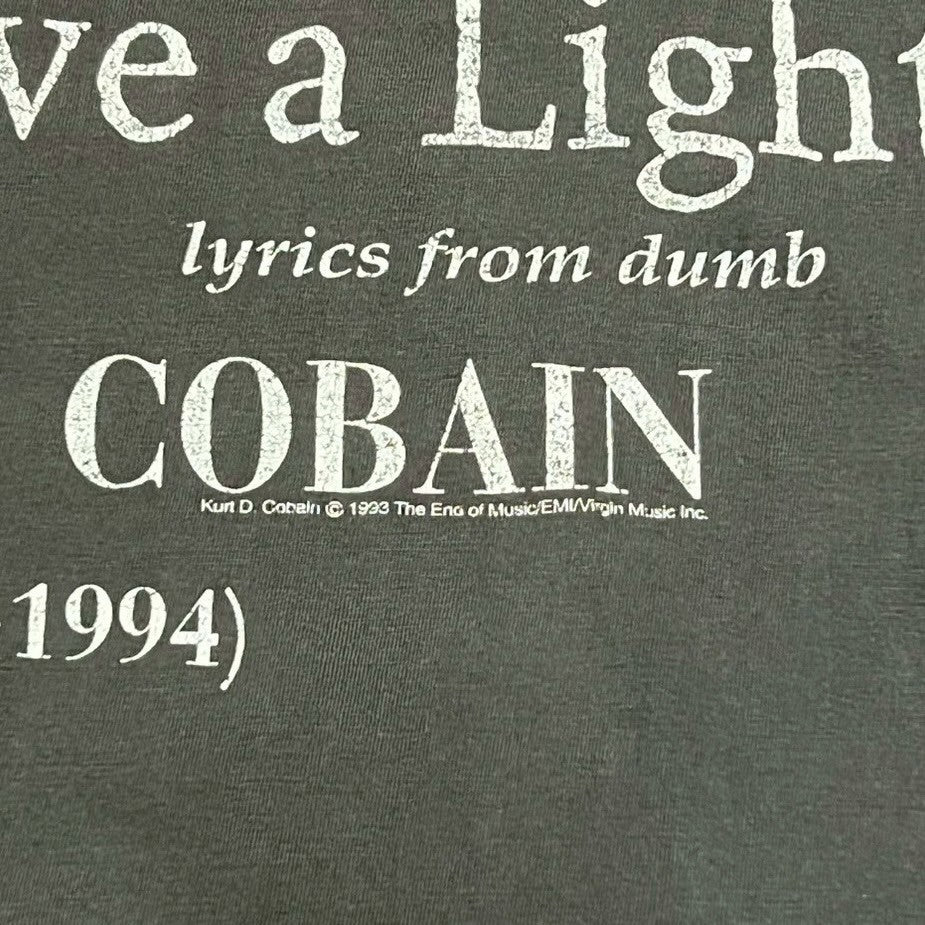 ve a Light
lyrics from dumb
COBAIN
Kurt D. Cobain © 1993 The End of Music/EMI/Virgin Music Inc.
-1994)